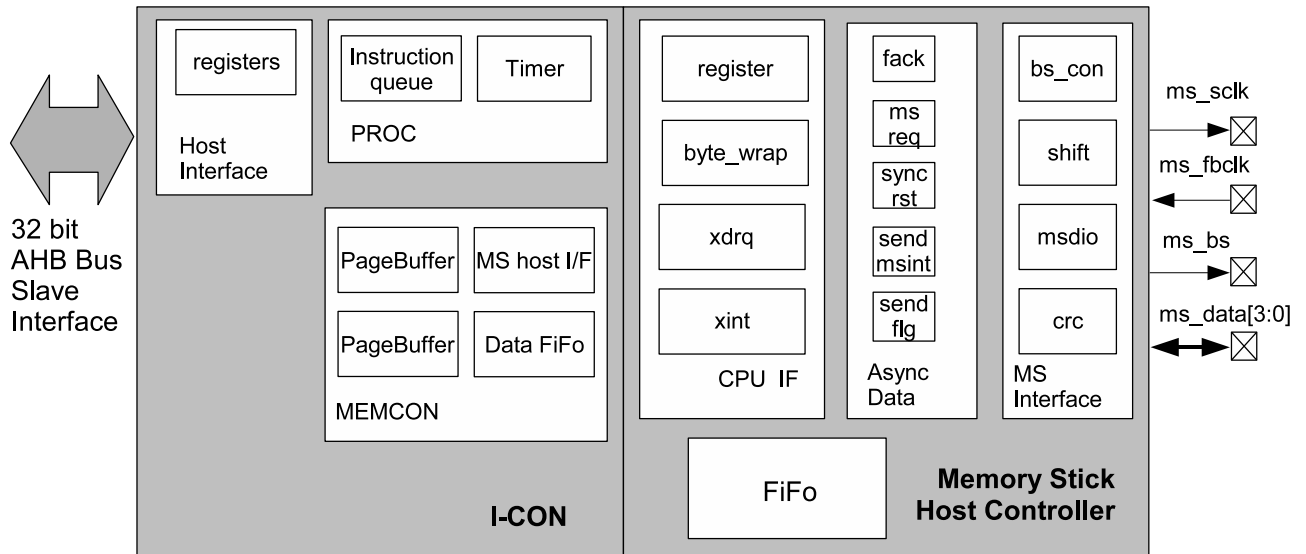 32 bit
AHB Bus
Slave
Interface
registers
Host
Interface
Instruction
queue
Timer
PROC
PageBuffer
MS host I/F
PageBuffer
Data FiFo
MEMCON
I-CON
register
byte_wrap
xdrq
xint
CPU IF
fack
ms
req
sync
rst
send
msint
send
flg
Async
Data
bs_con
shift
msdio
crc
MS
Interface
FiFo
Memory Stick
Host Controller
ms_sclk
ms_fbclk
ms_bs
ms_data[3:0]